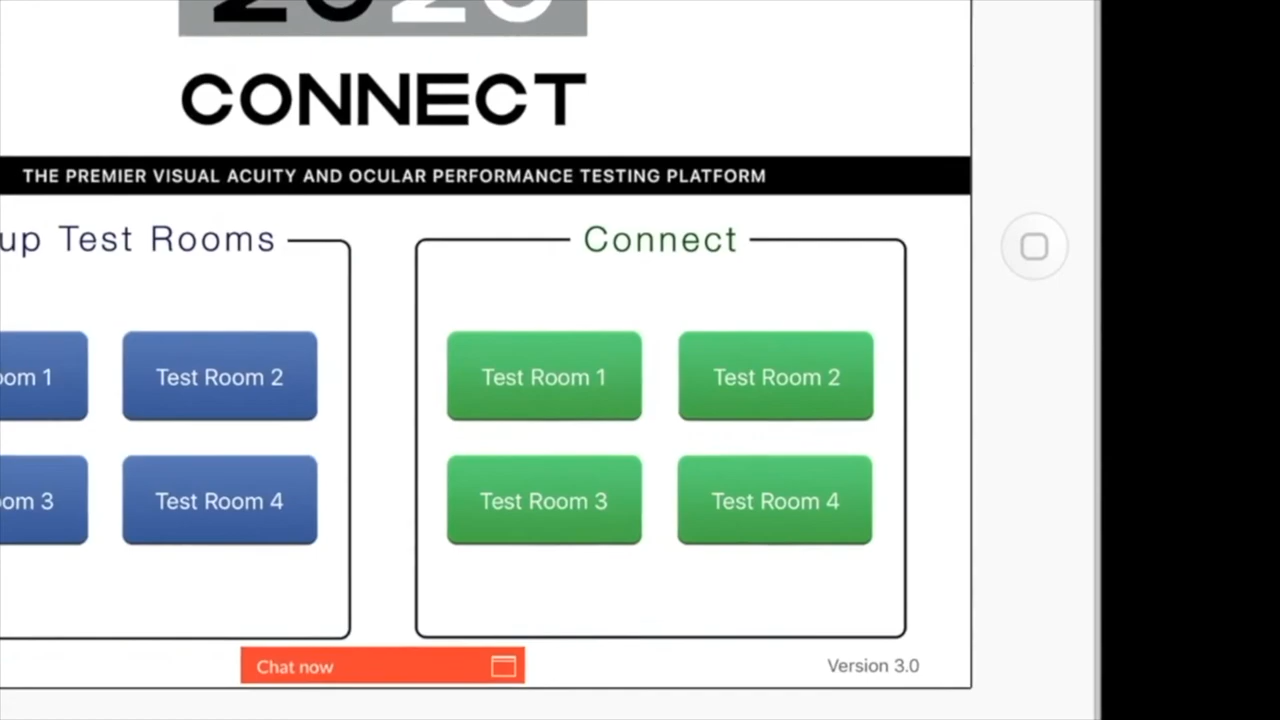 2020
CONNECT
THE PREMIER VISUAL ACUITY AND OCULAR PERFORMANCE TESTING PLATFORM
up Test Rooms
Connect
oom 1
Test Room 2
Test Room 1
Test Room 2
oom 3
Test Room 4
Test Room 3
Test Room 4
Chat now
Version 3.0